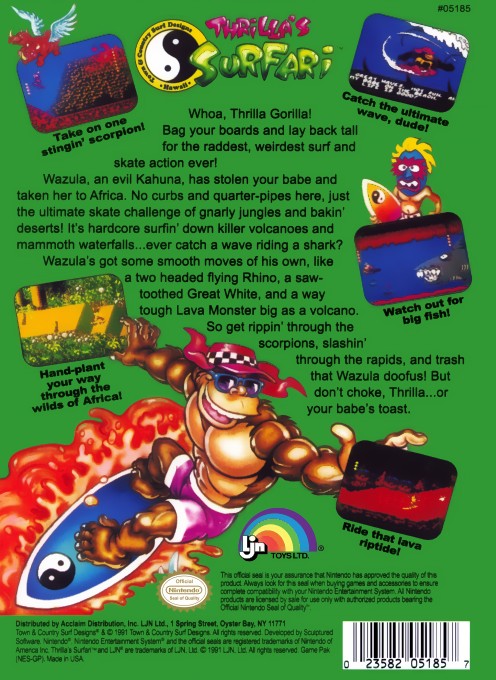 #05185
Town & Country Surf Designs
• Hawaii •
THRILLA'S
SURFARI™
Take on one
stingin' scorpion!
Catch the ultimate
wave, dude!
Whoa, Thrilla Gorilla!
Bag your boards and lay back tall
for the raddest, weirdest surf and
skate action ever!
Wazula, an evil Kahuna, has stolen your babe and
taken her to Africa. No curbs and quarter-pipes here, just
the ultimate skate challenge of gnarly jungles and bakin'
deserts! It's hardcore surfin' down killer volcanoes and
mammoth waterfalls...ever catch a wave riding a shark?
Wazula's got some smooth moves of his own, like
a two headed flying Rhino, a saw-
toothed Great White, and a way
tough Lava Monster big as a volcano.
So get rippin' through the
scorpions, slashin'
through the rapids, and trash
that Wazula doofus! But
don't choke, Thrilla...or
your babe's toast.
Watch out for
big fish!
Hand-plant
your way
through the
wilds of Africa!
Ride that lava
riptide!
LJN
TOYS LTD.®
Official
Nintendo
Seal of Quality
This official seal is your assurance that Nintendo has approved the quality of this
product. Always look for this seal when buying games and accessories to ensure
complete compatibility with your Nintendo Entertainment System. All Nintendo
products are licensed by sale for use only with authorized products bearing the
Official Nintendo Seal of Quality"
Distributed by Acclaim Distribution, Inc. LJN Ltd., 1 Spring Street, Oyster Bay, NY 11771
Town & Country Surf Designs® & © 1991 Town & Country Surf Designs. All rights reserved. Developed by Sculptured
Software. Nintendo®, Nintendo Entertainment System® and the official seals are registered trademarks of Nintendo of
America Inc. Thrilla's Surfari™ and LJN® are trademarks of LJN, Ltd. © 1991 LJN, Ltd. All rights reserved. Game Pak
(NES-GP). Made in USA.
0 23582 05185 7